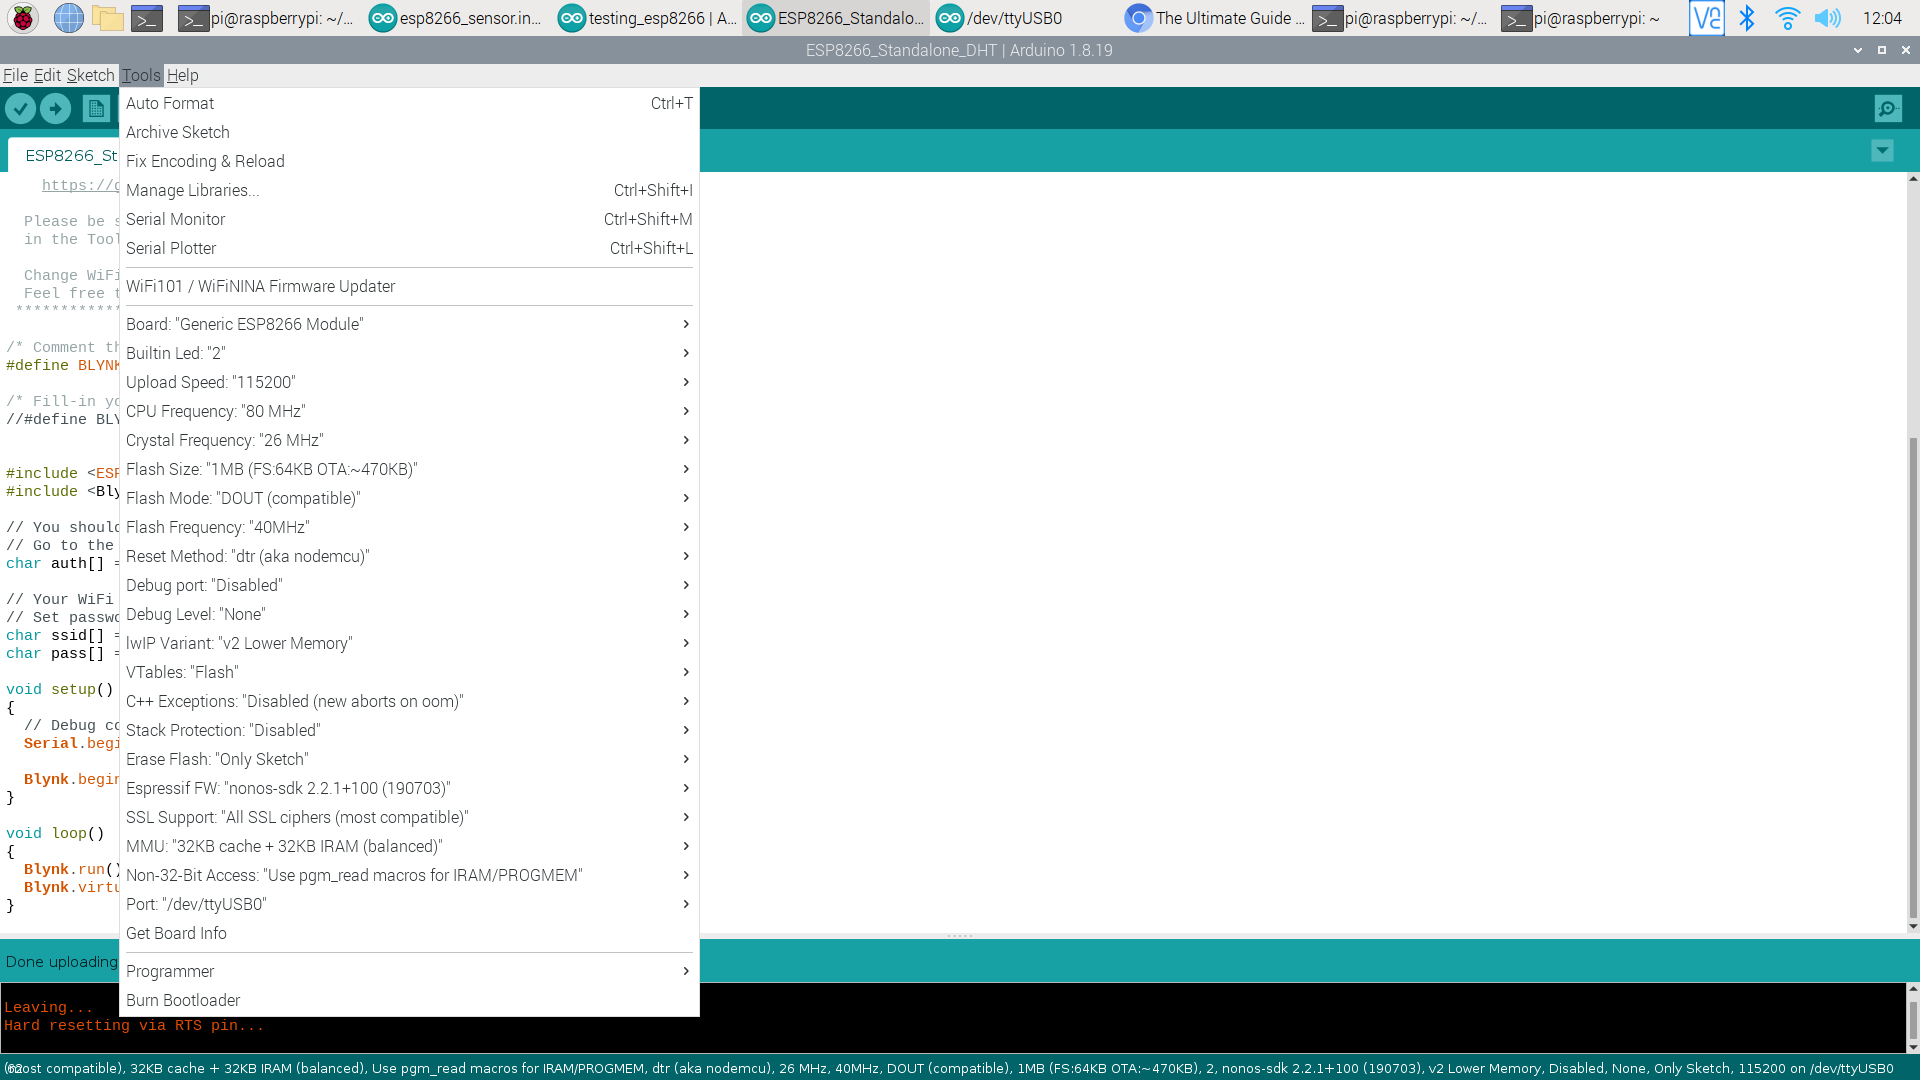 pi@raspberrypi: ~/... esp8266_sensor.in... testing_esp8266 | A... ESP8266_Standalo... /dev/ttyUSB0 The Ultimate Guide ... pi@raspberrypi: ~/... pi@raspberrypi: ~ 12:04
ESP8266_Standalone_DHT | Arduino 1.8.19
File Edit Sketch Tools Help
Auto Format Ctrl+T
Archive Sketch
ESP8266_St
Fix Encoding & Reload
https://g
Manage Libraries... Ctrl+Shift+I
Please be s
Serial Monitor Ctrl+Shift+M
in the Tool
Serial Plotter Ctrl+Shift+L
Change WiFi
WiFi101 / WiFiNINA Firmware Updater
Feel free t
************
Board: "Generic ESP8266 Module"
/* Comment th
Builtin Led: "2"
#define BLYNK
Upload Speed: "115200"
/* Fill-in yo
CPU Frequency: "80 MHz"
//#define BLY
Crystal Frequency: "26 MHz"
Flash Size: "1MB (FS:64KB OTA:~470KB)"
#include <ESP
#include <Bly
Flash Mode: "DOUT (compatible)"
// You should
Flash Frequency: "40MHz"
// Go to the
Reset Method: "dtr (aka nodemcu)"
char auth[] =
Debug port: "Disabled"
// Your WiFi
Debug Level: "None"
// Set passwo
char ssid[] =
lwIP Variant: "v2 Lower Memory"
char pass[] =
VTables: "Flash"
void setup()
C++ Exceptions: "Disabled (new aborts on oom)"
{
// Debug co
Stack Protection: "Disabled"
Serial.begi
Erase Flash: "Only Sketch"
Blynk.begin
Espressif FW: "nonos-sdk 2.2.1+100 (190703)"
}
SSL Support: "All SSL ciphers (most compatible)"
void loop()
MMU: "32KB cache + 32KB IRAM (balanced)"
{
Blynk.run()
Non-32-Bit Access: "Use pgm_read macros for IRAM/PROGMEM"
Blynk.virtu
Port: "/dev/ttyUSB0"
}
Get Board Info
Done uploading
Programmer
Burn Bootloader
Leaving...
Hard resetting via RTS pin...
compatible), 32KB cache + 32KB IRAM (balanced), Use pgm_read macros for IRAM/PROGMEM, dtr (aka nodemcu), 26 MHz, 40MHz, DOUT (compatible), 1MB (FS:64KB OTA:~470KB), 2, nonos-sdk 2.2.1+100 (190703), v2 Lower Memory, Disabled, None, Only Sketch, 115200 on /dev/ttyUSB0